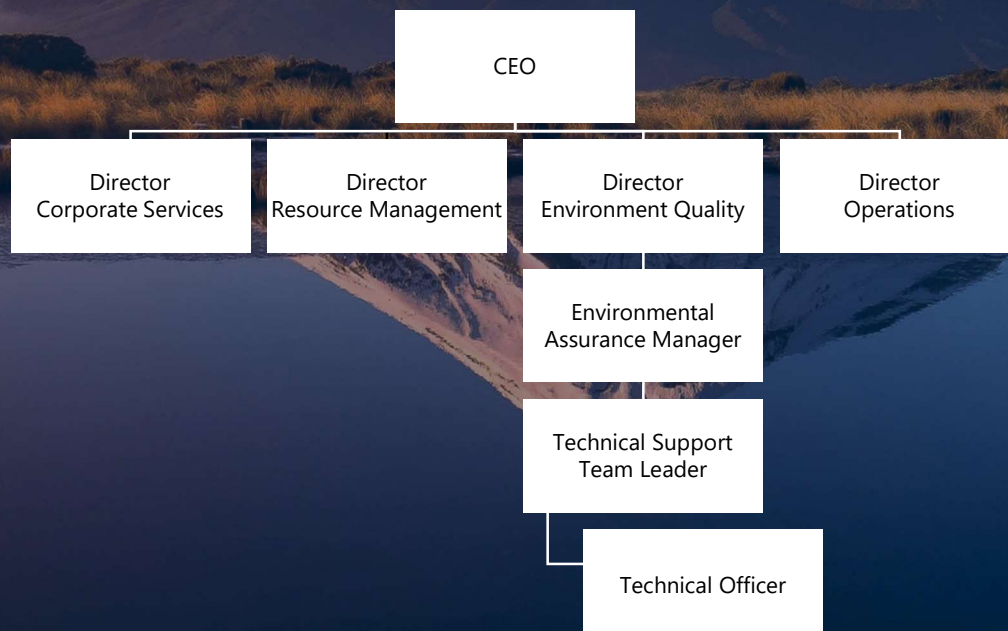 CEO
Director
Corporate Services
Director
Resource Management
Director
Environment Quality
Director
Operations
Environmental
Assurance Manager
Technical Support
Team Leader
Technical Officer